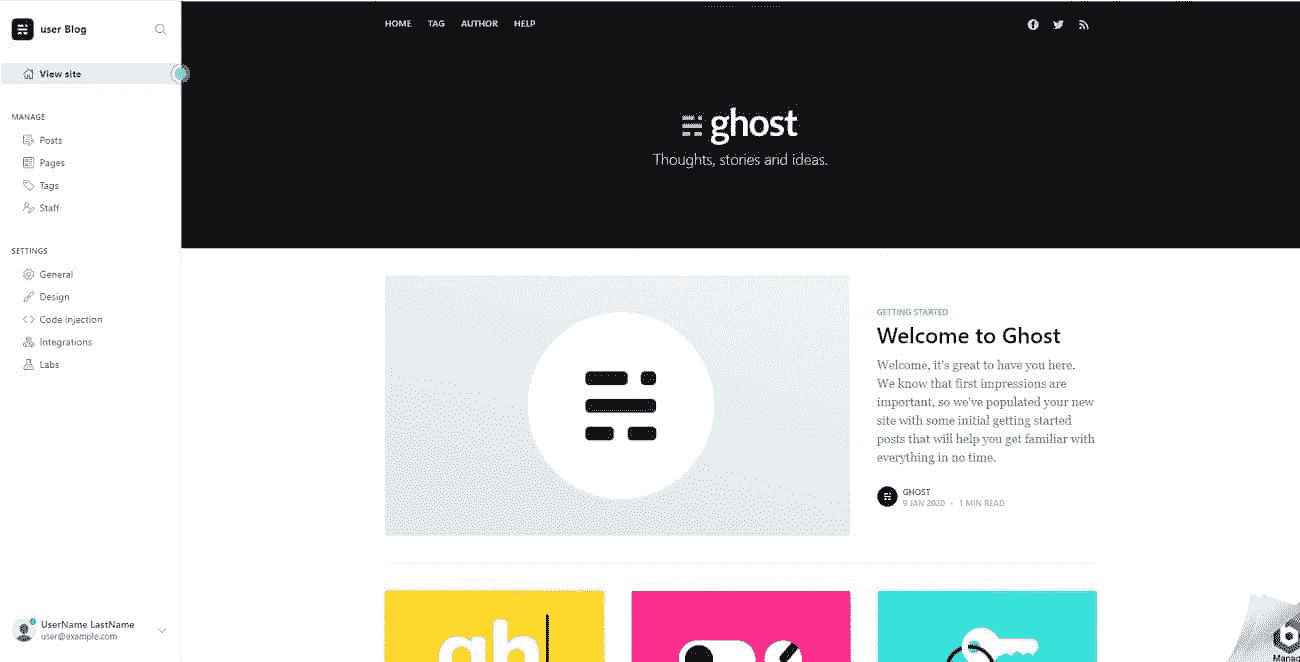 user Blog
View site
MANAGE
Posts
Pages
Tags
Staff
SETTINGS
General
Design
Code injection
Integrations
Labs
UserName LastName
user@example.com
HOME TAG AUTHOR HELP
ghost
Thoughts, stories and ideas.
GETTING STARTED
Welcome to Ghost
Welcome, it's great to have you here.
We know that first impressions are
important, so we've populated your new
site with some initial getting started
posts that will help you get familiar with
everything in no time.
GHOST
9 JAN 2020 • 1 MIN READ
gh
Manag